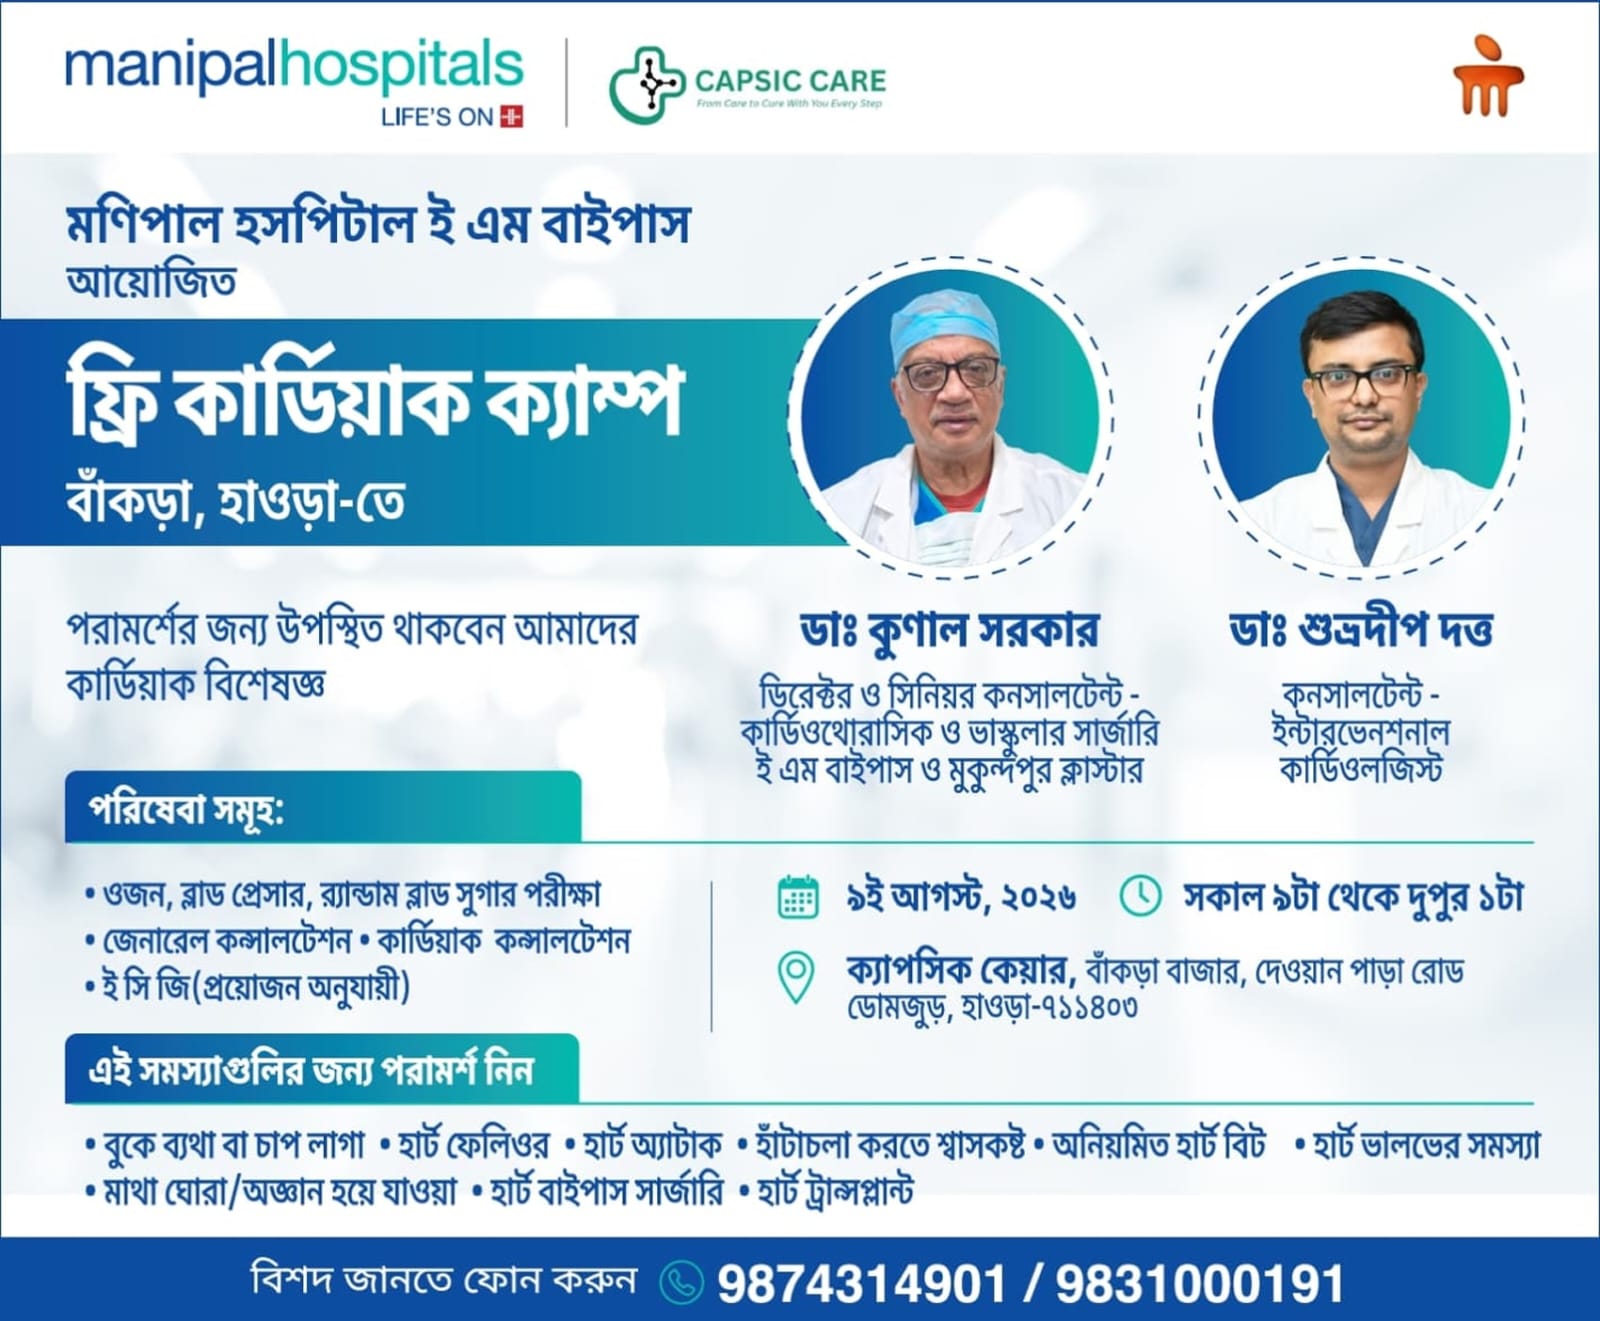 manipalhospitals
LIFE'S ON
CAPSIC CARE
From Care to Cure With You Every Step
মণিপাল হসপিটাল ই এম বাইপাস
আয়োজিত
ফ্রি কার্ডিয়াক ক্যাম্প
বাঁকড়া, হাওড়া-তে
পরামর্শের জন্য উপস্থিত থাকবেন আমাদের
কার্ডিয়াক বিশেষজ্ঞ
ডাঃ কুণাল সরকার
ডিরেক্টর ও সিনিয়র কনসালটেন্ট -
কার্ডিওথোরাসিক ও ভাস্কুলার সার্জারি
ই এম বাইপাস ও মুকুন্দপুর ক্লাস্টার
ডাঃ শুভ্রদীপ দত্ত
কনসালটেন্ট -
ইন্টারভেনশনাল
কার্ডিওলজিস্ট
পরিষেবা সমূহ:
• ওজন, ব্লাড প্রেসার, র‍্যান্ডাম ব্লাড সুগার পরীক্ষা
• জেনারেল কন্সালটেশন • কার্ডিয়াক কন্সালটেশন
• ই সি জি(প্রয়োজন অনুযায়ী)
৯ই আগস্ট, ২০২৬
সকাল ৯টা থেকে দুপুর ১টা
ক্যাপসিক কেয়ার, বাঁকড়া বাজার, দেওয়ান পাড়া রোড
ডোমজুড়, হাওড়া-৭১১৪০৩
এই সমস্যাগুলির জন্য পরামর্শ নিন
• বুকে ব্যথা বা চাপ লাগা • হার্ট ফেলিওর • হার্ট অ্যাটাক • হাঁটাচলা করতে শ্বাসকষ্ট • অনিয়মিত হার্ট বিট • হার্ট ভালভের সমস্যা
• মাথা ঘোরা/অজ্ঞান হয়ে যাওয়া • হার্ট বাইপাস সার্জারি • হার্ট ট্রান্সপ্লান্ট
বিশদ জানতে ফোন করুন 9874314901 / 9831000191